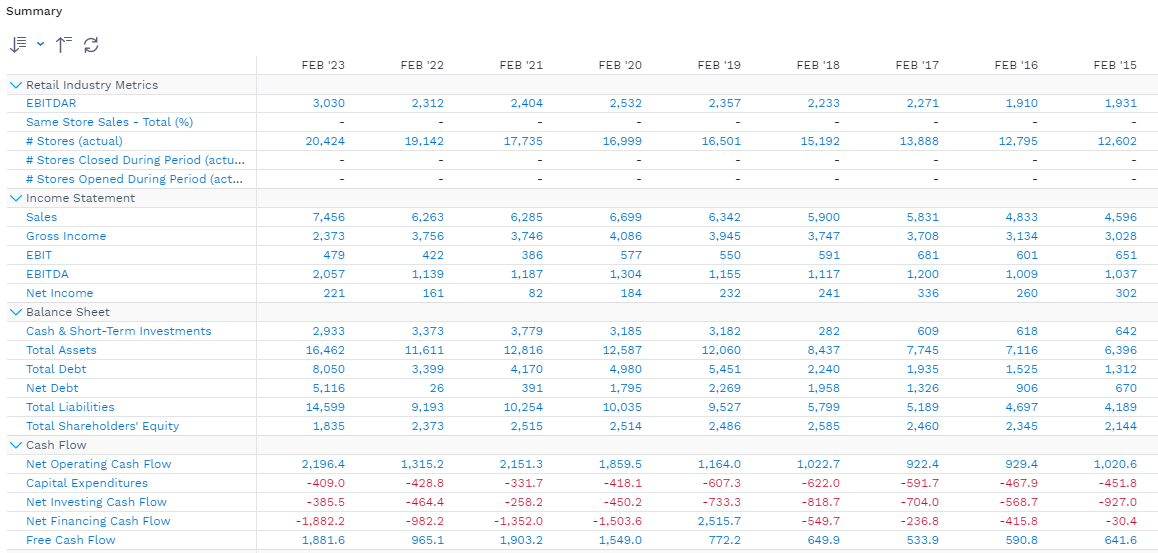 Summary
FEB '23 FEB '22 FEB '21 FEB '20 FEB '19 FEB '18 FEB '17 FEB '16 FEB '15
Retail Industry Metrics
EBITDAR 3,030 2,312 2,404 2,532 2,357 2,233 2,271 1,910 1,931
Same Store Sales - Total (%) - - - - - - - - -
# Stores (actual) 20,424 19,142 17,735 16,999 16,501 15,192 13,888 12,795 12,602
# Stores Closed During Period (actu... - - - - - - - - -
# Stores Opened During Period (act... - - - - - - - - -
Income Statement
Sales 7,456 6,263 6,285 6,699 6,342 5,900 5,831 4,833 4,596
Gross Income 2,373 3,756 3,746 4,086 3,945 3,747 3,708 3,134 3,028
EBIT 479 422 386 577 550 591 681 601 651
EBITDA 2,057 1,139 1,187 1,304 1,155 1,117 1,200 1,009 1,037
Net Income 221 161 82 184 232 241 336 260 302
Balance Sheet
Cash & Short-Term Investments 2,933 3,373 3,779 3,185 3,182 282 609 618 642
Total Assets 16,462 11,611 12,816 12,587 12,060 8,437 7,745 7,116 6,396
Total Debt 8,050 3,399 4,170 4,980 5,451 2,240 1,935 1,525 1,312
Net Debt 5,116 26 391 1,795 2,269 1,958 1,326 906 670
Total Liabilities 14,599 9,193 10,254 10,035 9,527 5,799 5,189 4,697 4,189
Total Shareholders' Equity 1,835 2,373 2,515 2,514 2,486 2,585 2,460 2,345 2,144
Cash Flow
Net Operating Cash Flow 2,196.4 1,315.2 2,151.3 1,859.5 1,164.0 1,022.7 922.4 929.4 1,020.6
Capital Expenditures -409.0 -428.8 -331.7 -418.1 -607.3 -622.0 -591.7 -467.9 -451.8
Net Investing Cash Flow -385.5 -464.4 -258.2 -450.2 -733.3 -818.7 -704.0 -568.7 -927.0
Net Financing Cash Flow -1,882.2 -982.2 -1,352.0 -1,503.6 2,515.7 -549.7 -236.8 -415.8 -30.4
Free Cash Flow 1,881.6 965.1 1,903.2 1,549.0 772.2 649.9 533.9 590.8 641.6